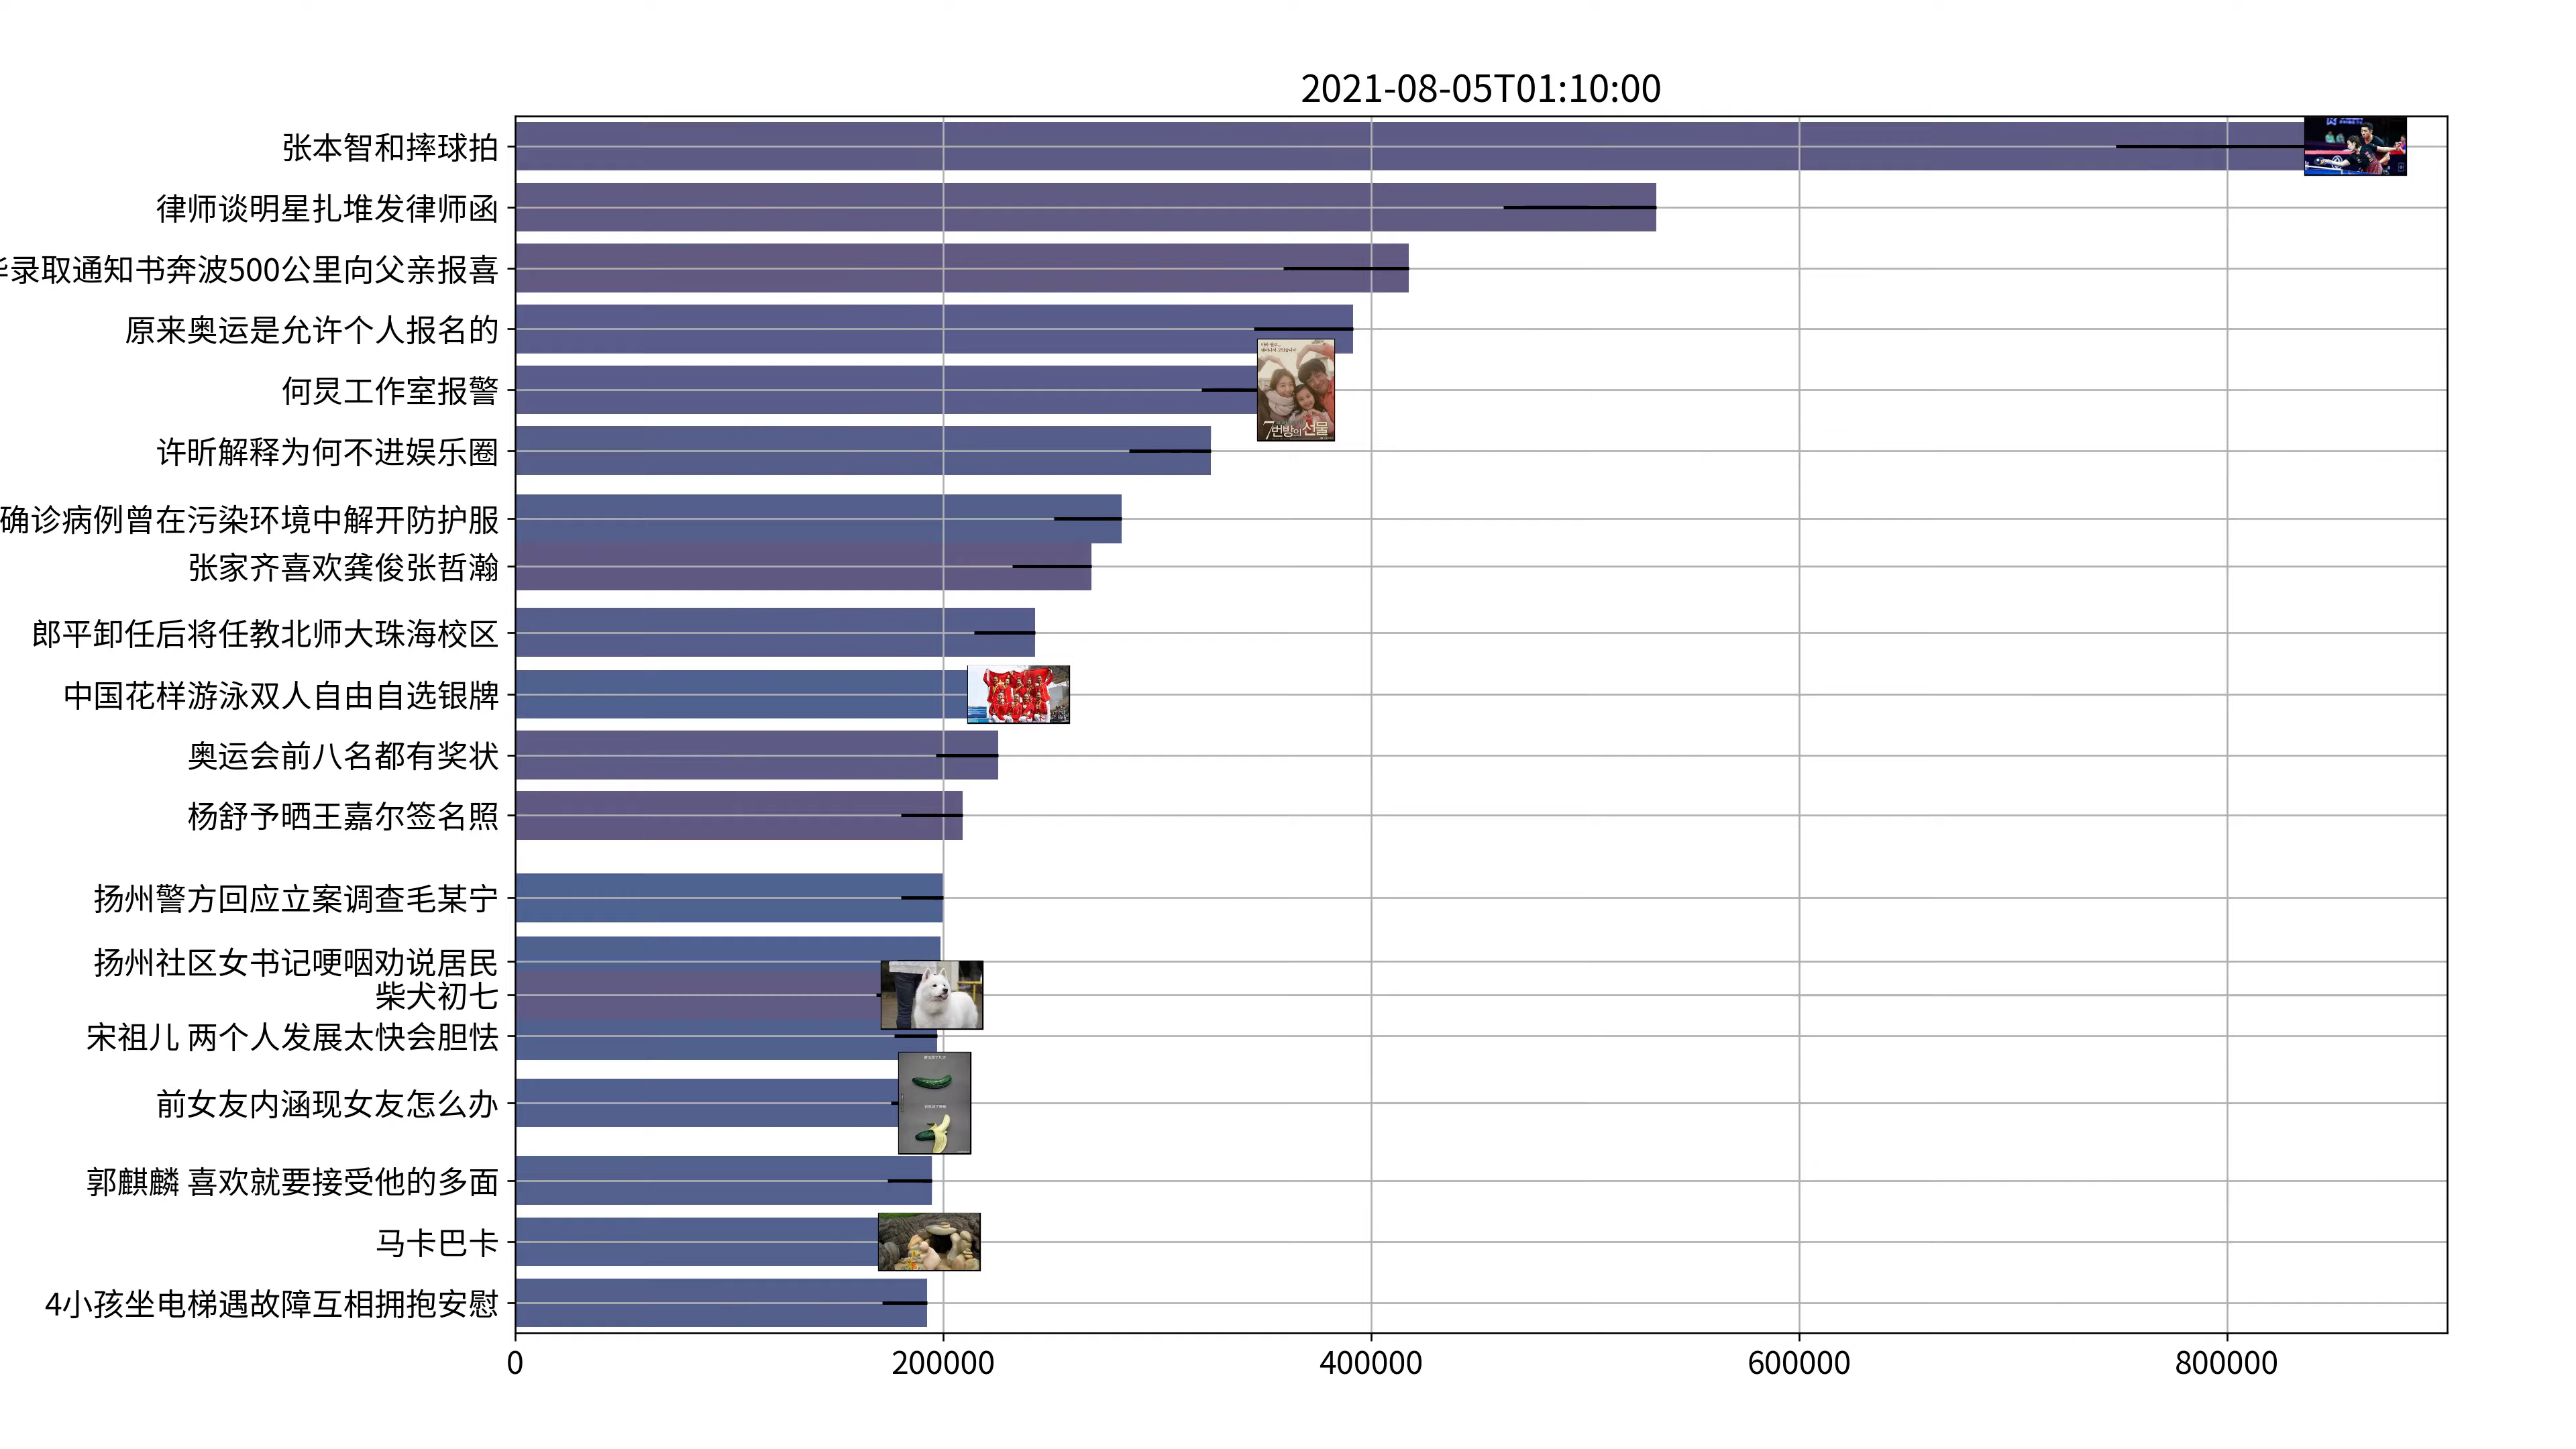 2021-08-05T01:10:00
张本智和摔球拍
律师谈明星扎堆发律师函
录取通知书奔波500公里向父亲报喜
原来奥运是允许个人报名的
何炅工作室报警
许昕解释为何不进娱乐圈
确诊病例曾在污染环境中解开防护服
张家齐喜欢龚俊张哲瀚
郎平卸任后将任教北师大珠海校区
中国花样游泳双人自由自选银牌
奥运会前八名都有奖状
杨舒予晒王嘉尔签名照
扬州警方回应立案调查毛某宁
扬州社区女书记哽咽劝说居民
柴犬初七
宋祖儿 两个人发展太快会胆怯
前女友内涵现女友怎么办
郭麒麟 喜欢就要接受他的多面
马卡巴卡
4小孩坐电梯遇故障互相拥抱安慰
7번방의 선물
0 200000 400000 600000 800000